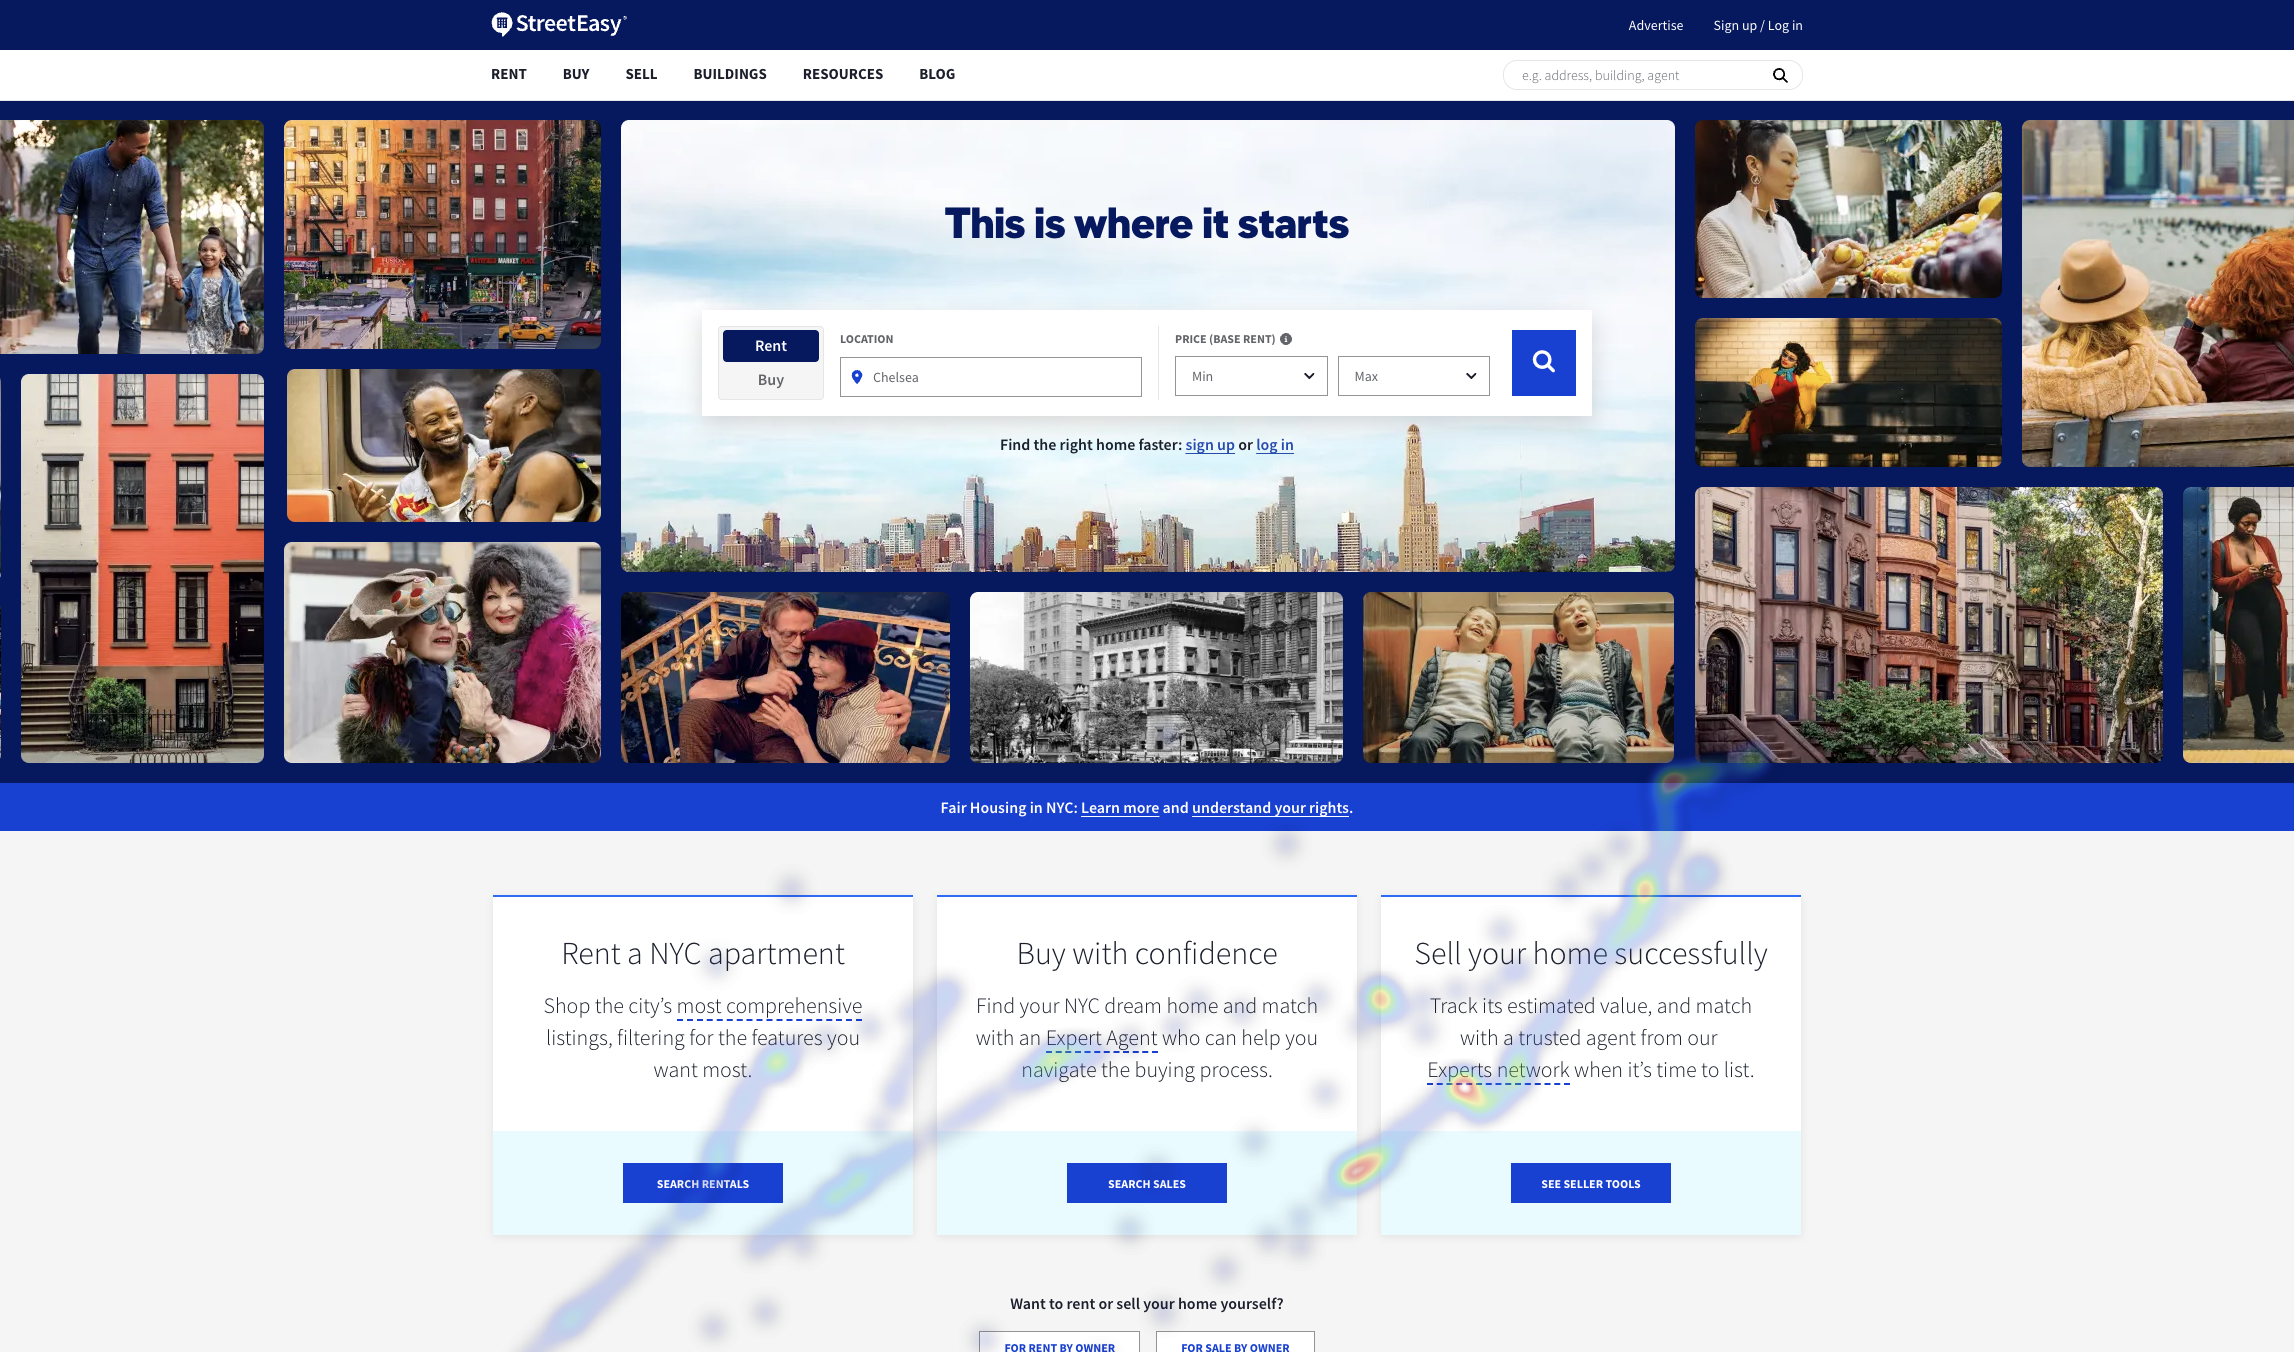 StreetEasy
Advertise
Sign up / Log in
RENT
BUY
SELL
BUILDINGS
RESOURCES
BLOG
e.g. address, building, agent
This is where it starts
Rent
Buy
LOCATION
Chelsea
PRICE (BASE RENT)
Min
Max
Find the right home faster: sign up or log in
Fair Housing in NYC: Learn more and understand your rights.
Rent a NYC apartment
Shop the city's most comprehensive
listings, filtering for the features you
want most.
SEARCH RENTALS
Buy with confidence
Find your NYC dream home and match
with an Expert Agent who can help you
navigate the buying process.
SEARCH SALES
Sell your home successfully
Track its estimated value, and match
with a trusted agent from our
Experts network when it's time to list.
SEE SELLER TOOLS
Want to rent or sell your home yourself?
FOR RENT BY OWNER
FOR SALE BY OWNER